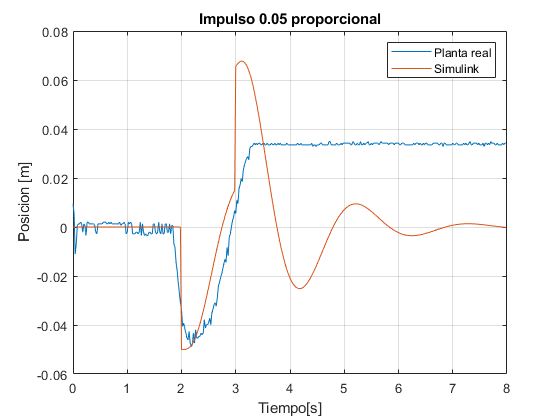 Impulso 0.05 proporcional
Planta real
Simulink
0.08
0.06
0.04
0.02
0
-0.02
-0.04
-0.06
Posicion [m]
0 1 2 3 4 5 6 7 8
Tiempo[s]